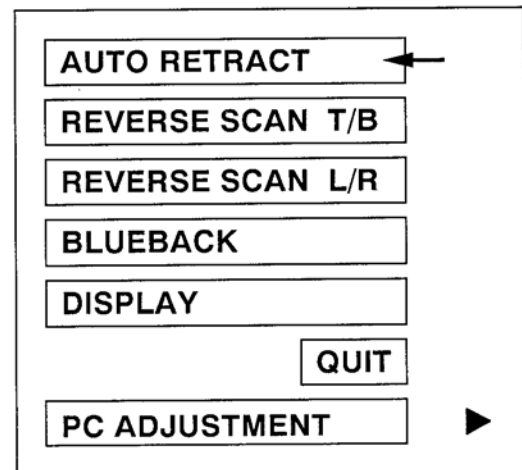 AUTO RETRACT
REVERSE SCAN T/B
REVERSE SCAN L/R
BLUEBACK
DISPLAY
QUIT
PC ADJUSTMENT